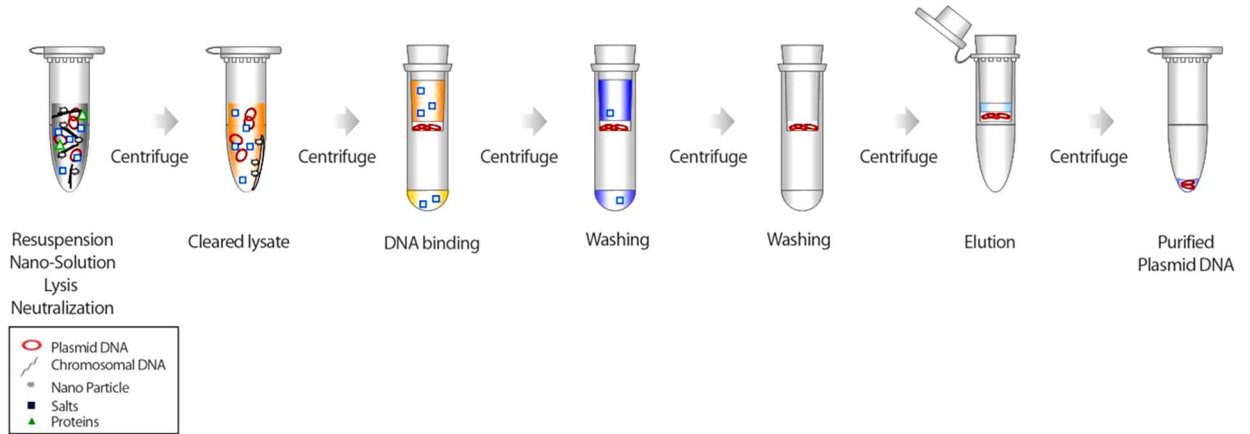 Centrifuge
Centrifuge
Centrifuge
Centrifuge
Centrifuge
Centrifuge
Resuspension
Nano-Solution
Lysis
Neutralization
Cleared lysate
DNA binding
Washing
Washing
Elution
Purified
Plasmid DNA
Plasmid DNA
Chromosomal DNA
Nano Particle
Salts
Proteins